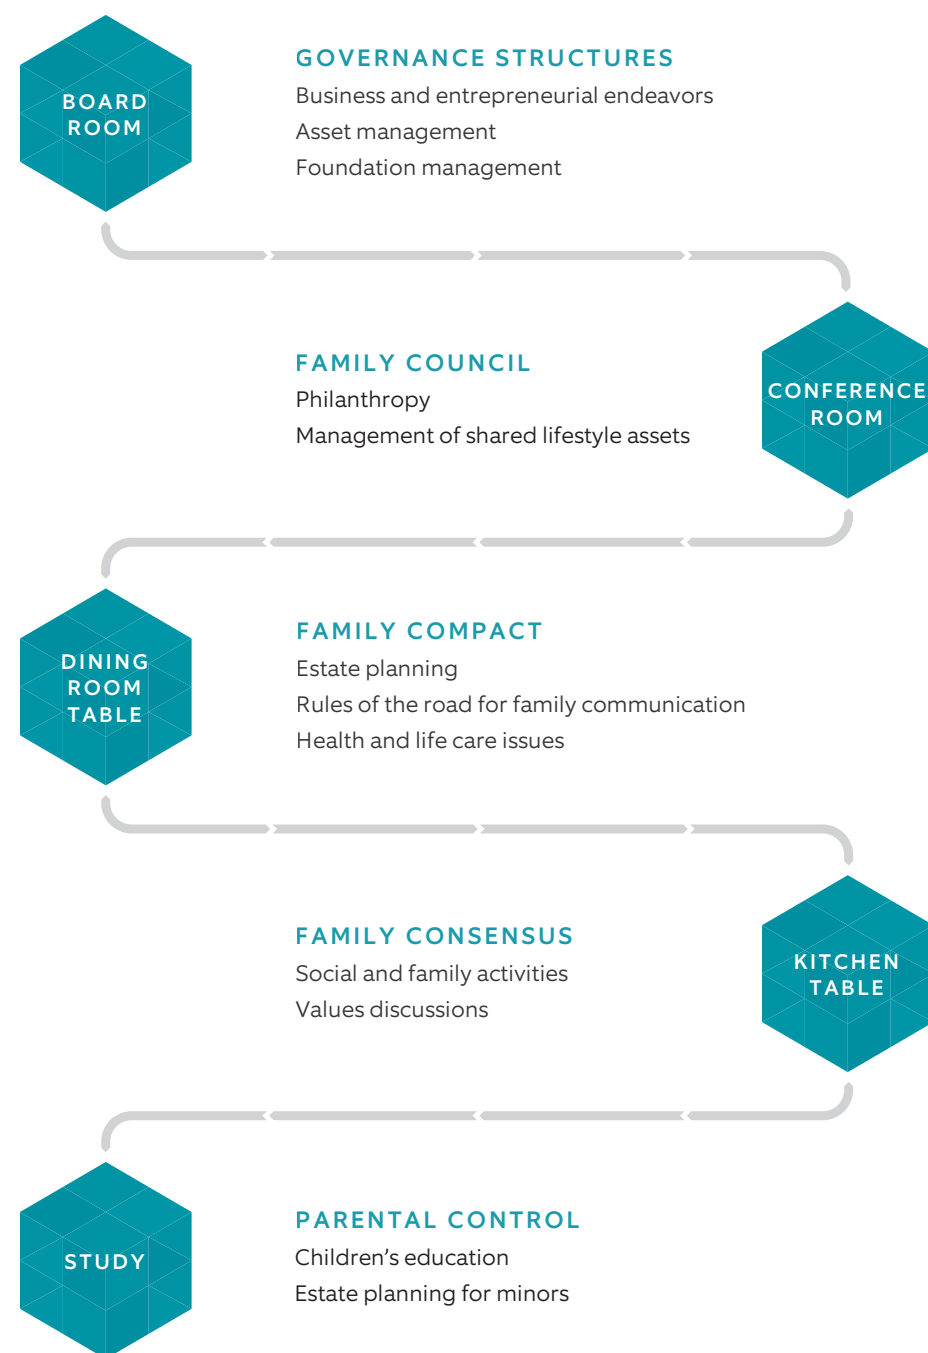 BOARD
ROOM
GOVERNANCE STRUCTURES
Business and entrepreneurial endeavors
Asset management
Foundation management
FAMILY COUNCIL
Philanthropy
Management of shared lifestyle assets
CONFERENCE
ROOM
DINING
ROOM
TABLE
FAMILY COMPACT
Estate planning
Rules of the road for family communication
Health and life care issues
FAMILY CONSENSUS
Social and family activities
Values discussions
KITCHEN
TABLE
STUDY
PARENTAL CONTROL
Children’s education
Estate planning for minors